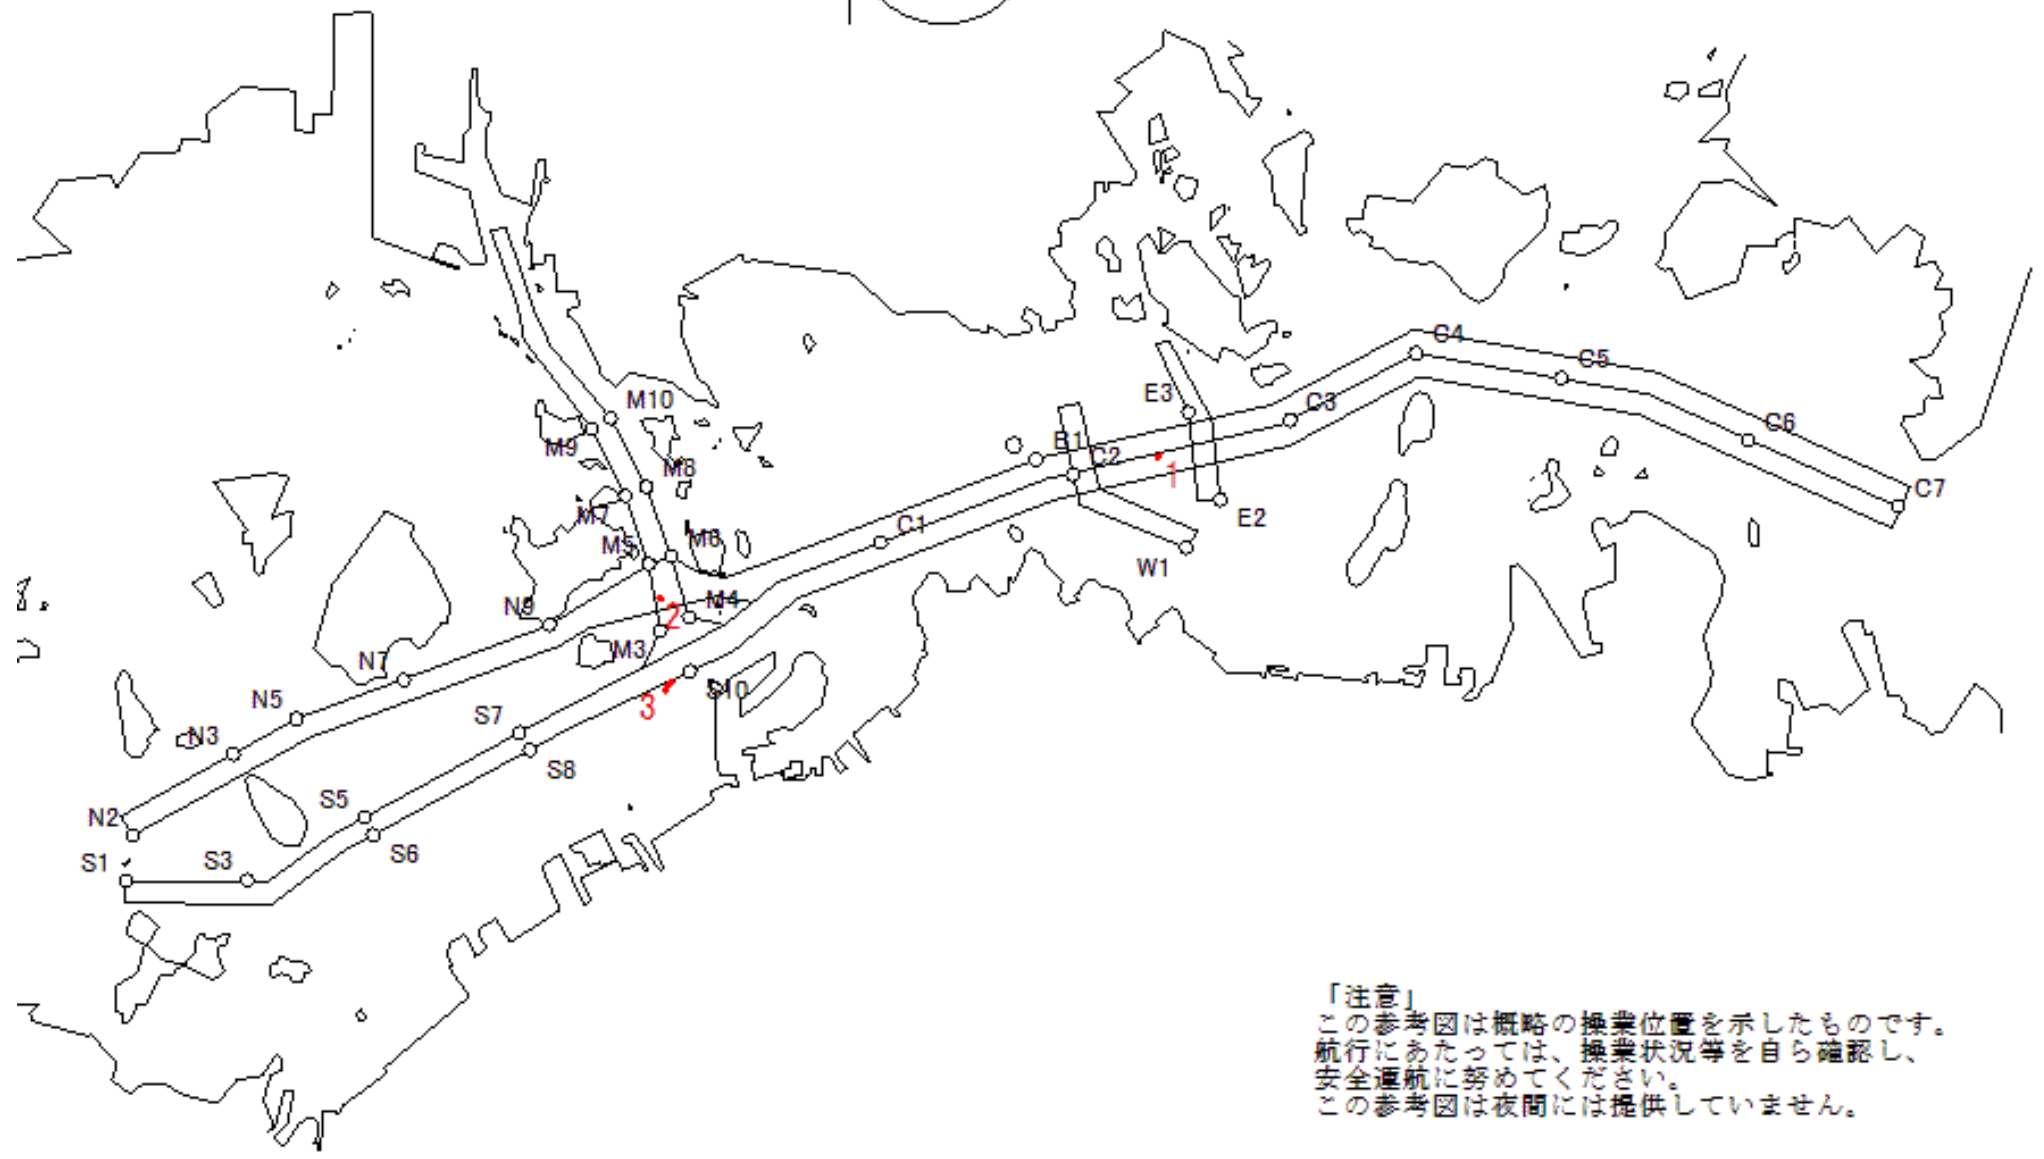 C4
C5
M10
E3
C3
C6
M9
B1
C2
M8
1
C7
M7
E2
C1
M5
M6
W1
N9
M4
2
M3
N7
S10
N5
3
S7
N3
S8
S5
N2
S6
S1
S3
「注意」
この参考図は概略の操業位置を示したものです。
航行にあたっては、操業状況等を自ら確認し、
安全運航に努めてください。
この参考図は夜間には提供していません。